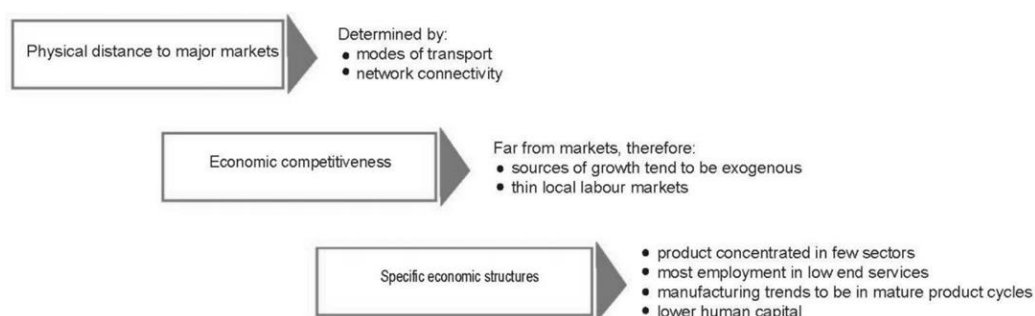 Physical distance to major markets
Determined by:
• modes of transport
• network connectivity
Economic competitiveness
Far from markets, therefore:
• sources of growth tend to be exogenous
• thin local labour markets
Specific economic structures
• product concentrated in few sectors
• most employment in low end services
• manufacturing trends to be in mature product cycles
• lower human capital